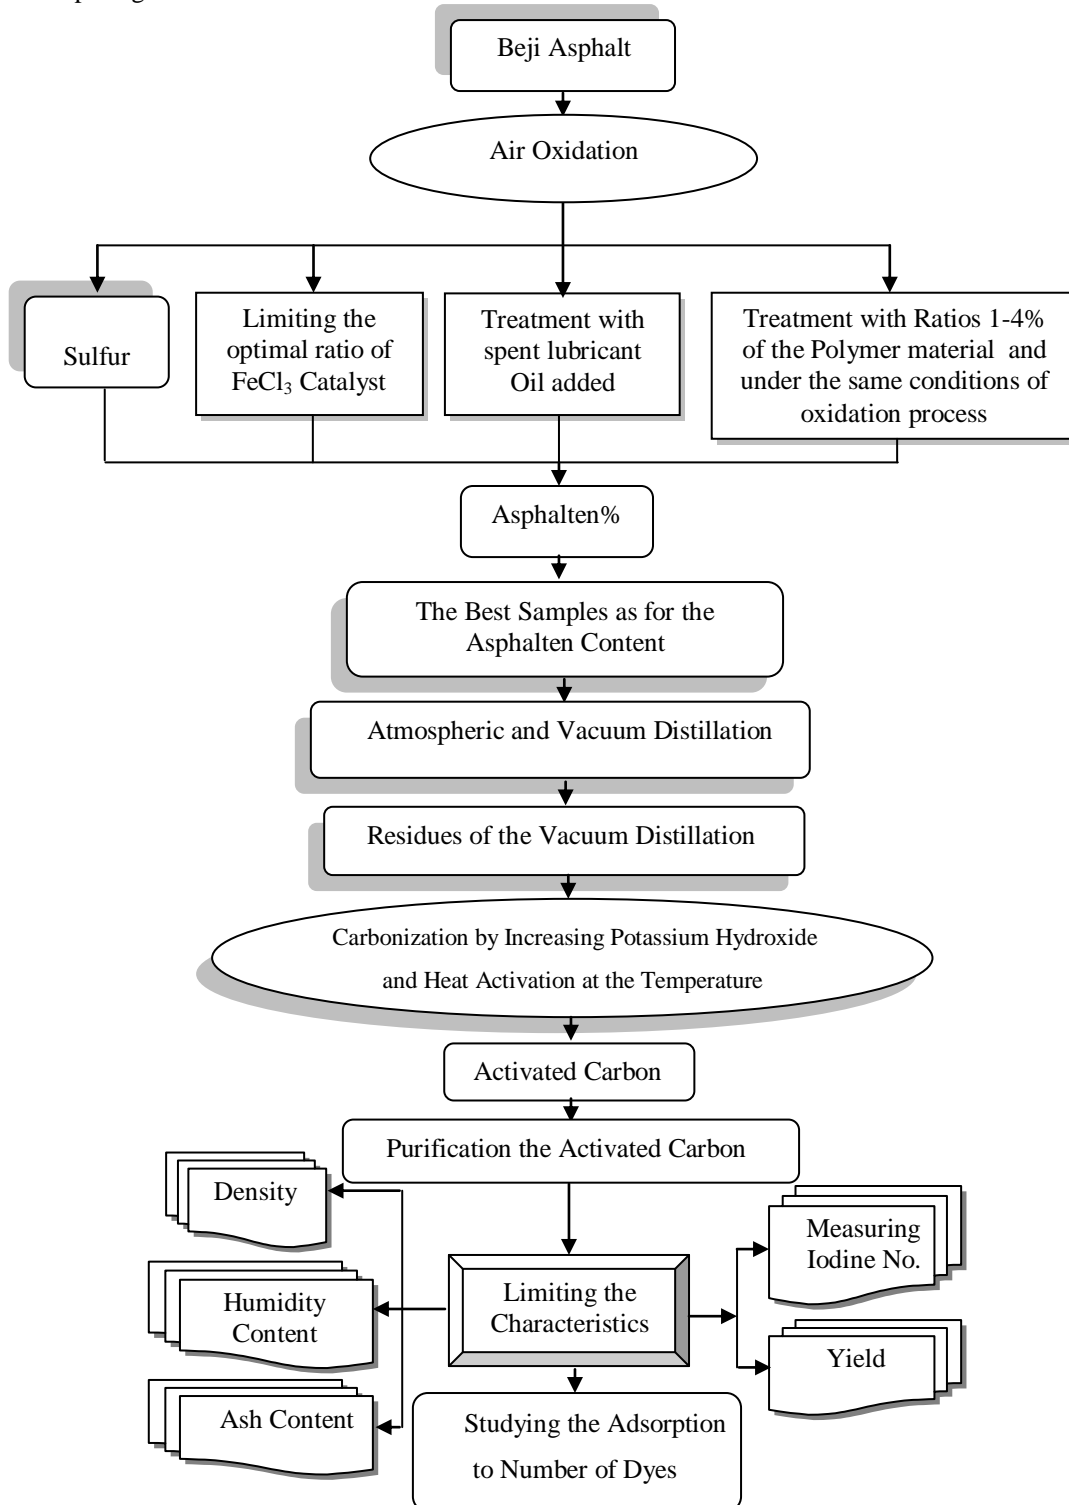 Beji Asphalt
Air Oxidation
Sulfur
Limiting the
optimal ratio of
FeCl₃ Catalyst
Treatment with
spent lubricant
Oil added
Treatment with Ratios 1-4%
of the Polymer material and
under the same conditions of
oxidation process
Asphalten%
The Best Samples as for the
Asphalten Content
Atmospheric and Vacuum Distillation
Residues of the Vacuum Distillation
Carbonization by Increasing Potassium Hydroxide
and Heat Activation at the Temperature
Activated Carbon
Purification the Activated Carbon
Density
Humidity
Content
Ash Content
Limiting the
Characteristics
Measuring
Iodine No.
Yield
Studying the Adsorption
to Number of Dyes